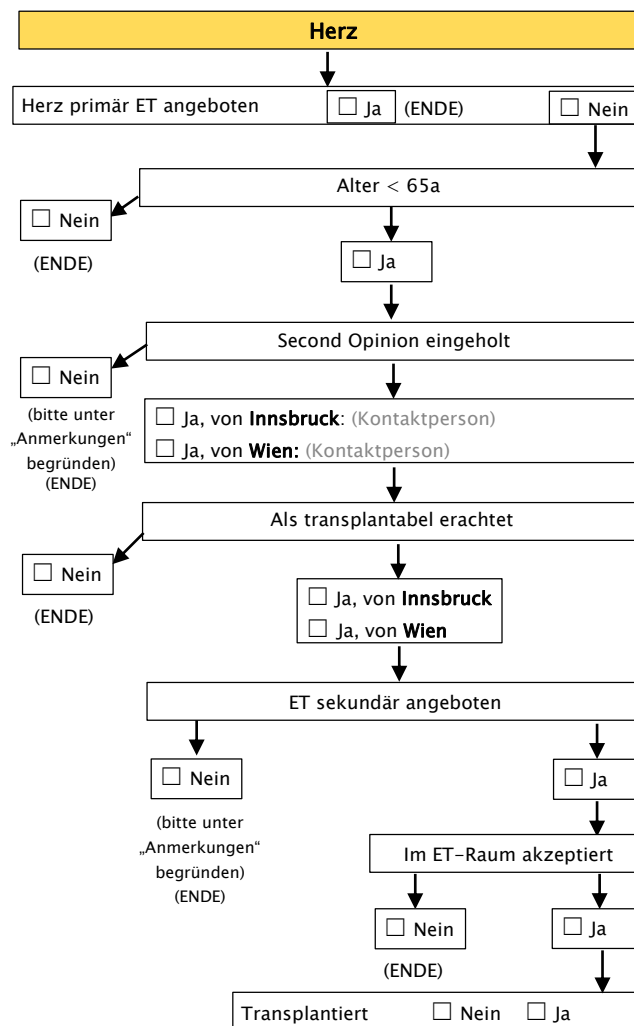 Herz
Herz primär ET angeboten ☐ Ja (ENDE) ☐ Nein
Alter < 65a
☐ Nein
(ENDE)
☐ Ja
Second Opinion eingeholt
☐ Nein
(bitte unter
„Anmerkungen“
begründen)
(ENDE)
☐ Ja, von Innsbruck: (Kontaktperson)
☐ Ja, von Wien: (Kontaktperson)
Als transplantabel erachtet
☐ Nein
(ENDE)
☐ Ja, von Innsbruck
☐ Ja, von Wien
ET sekundär angeboten
☐ Nein
(bitte unter
„Anmerkungen“
begründen)
(ENDE)
☐ Ja
Im ET-Raum akzeptiert
☐ Nein
(ENDE)
☐ Ja
Transplantiert ☐ Nein ☐ Ja